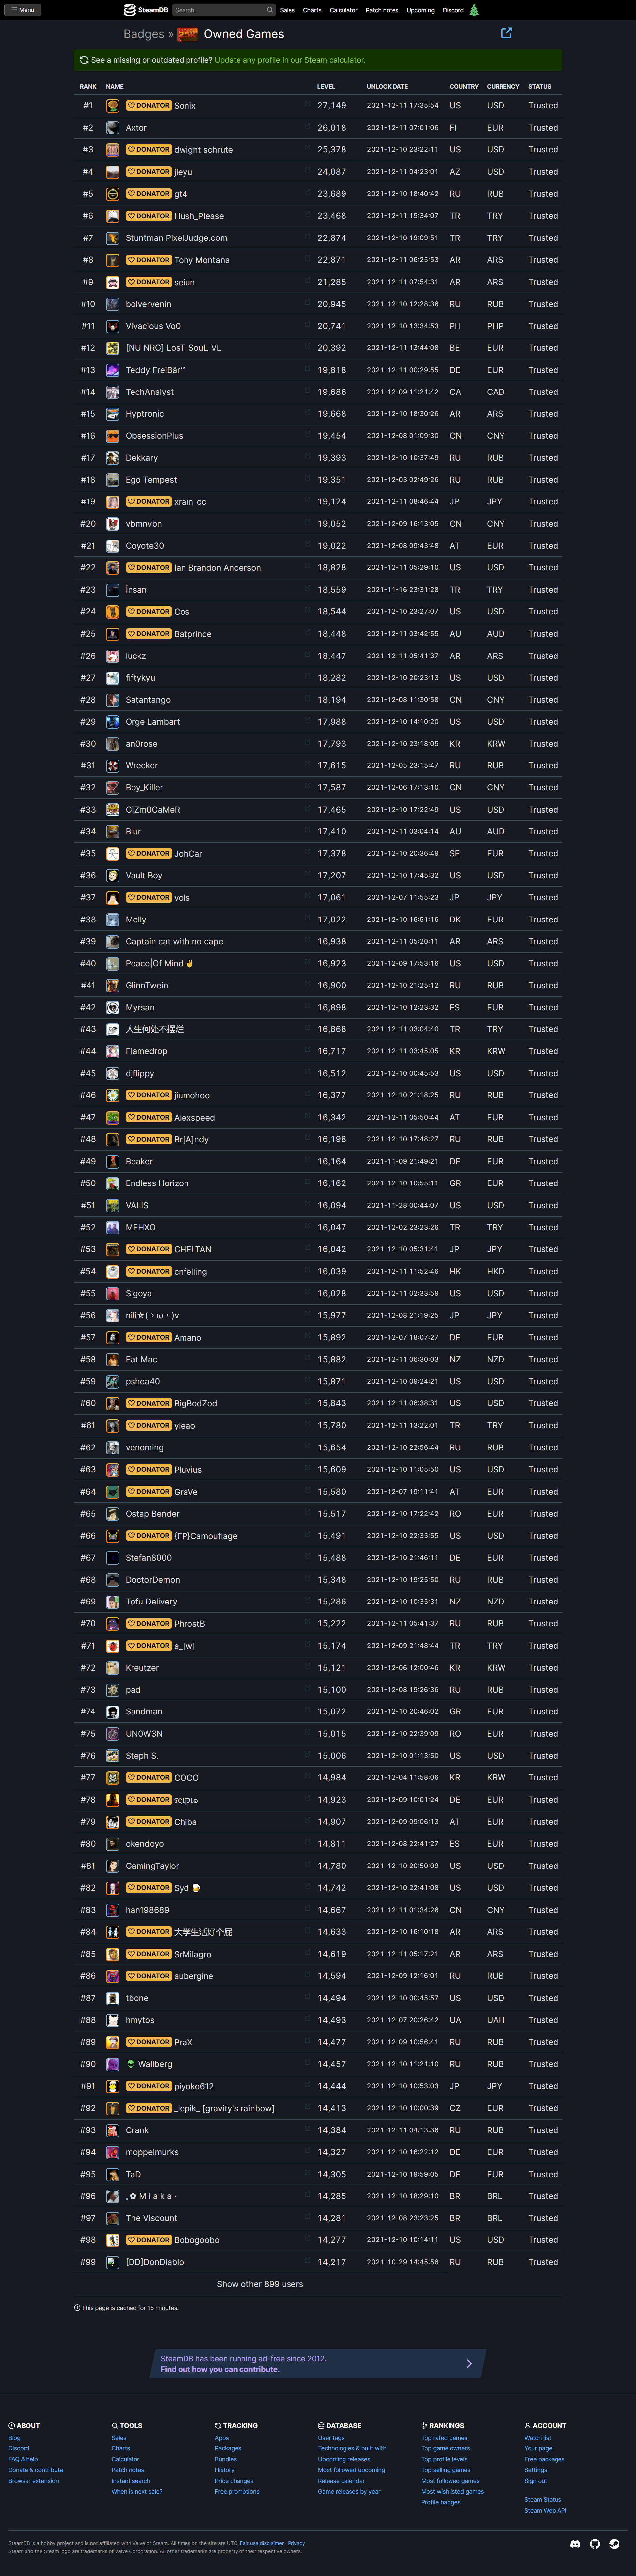 Menu SteamDB Search... Sales Charts Calculator Patch notes Upcoming Discord
Badges » Owned Games
See a missing or outdated profile? Update any profile in our Steam calculator.
RANK NAME LEVEL UNLOCK DATE COUNTRY CURRENCY STATUS
#1 DONATOR Sonix 27,149 2021-12-11 17:35:54 US USD Trusted
#2 Axtor 26,018 2021-12-11 07:01:06 FI EUR Trusted
#3 DONATOR dwight schrute 25,378 2021-12-10 23:22:11 US USD Trusted
#4 DONATOR jieyu 24,087 2021-12-11 04:23:01 AZ USD Trusted
#5 DONATOR gt4 23,689 2021-12-10 18:40:42 RU RUB Trusted
#6 DONATOR Hush_Please 23,468 2021-12-11 15:34:07 TR TRY Trusted
#7 Stuntman PixelJudge.com 22,874 2021-12-10 19:09:51 TR TRY Trusted
#8 DONATOR Tony Montana 22,871 2021-12-11 06:25:53 AR ARS Trusted
#9 DONATOR seiun 21,285 2021-12-11 07:54:31 AR ARS Trusted
#10 bolvervenin 20,945 2021-12-10 12:28:36 RU RUB Trusted
#11 Vivacious Vo0 20,741 2021-12-10 13:34:53 PH PHP Trusted
#12 [NU NRG] LosT_SouL_VL 20,392 2021-12-11 13:44:08 BE EUR Trusted
#13 Teddy FreiBär™ 19,818 2021-12-11 00:29:55 DE EUR Trusted
#14 TechAnalyst 19,686 2021-12-09 11:21:42 CA CAD Trusted
#15 Hyptronic 19,668 2021-12-10 18:30:26 AR ARS Trusted
#16 ObsessionPlus 19,454 2021-12-08 01:09:30 CN CNY Trusted
#17 Dekkary 19,393 2021-12-10 10:37:49 RU RUB Trusted
#18 Ego Tempest 19,351 2021-12-03 02:49:26 RU RUB Trusted
#19 DONATOR xrain_cc 19,124 2021-12-11 08:46:44 JP JPY Trusted
#20 vbmnvbn 19,052 2021-12-09 16:13:05 CN CNY Trusted
#21 Coyote30 19,022 2021-12-08 09:43:48 AT EUR Trusted
#22 DONATOR Ian Brandon Anderson 18,828 2021-12-11 05:29:10 US USD Trusted
#23 İnsan 18,559 2021-11-16 23:31:28 TR TRY Trusted
#24 DONATOR Cos 18,544 2021-12-10 23:27:07 US USD Trusted
#25 DONATOR Batprince 18,448 2021-12-11 03:42:55 AU AUD Trusted
#26 luckz 18,447 2021-12-11 05:41:37 AR ARS Trusted
#27 fiftykyu 18,282 2021-12-10 20:23:13 US USD Trusted
#28 Satantango 18,194 2021-12-08 11:30:58 CN CNY Trusted
#29 Orge Lambart 17,988 2021-12-10 14:10:20 US USD Trusted
#30 an0rose 17,793 2021-12-10 23:18:05 KR KRW Trusted
#31 Wrecker 17,615 2021-12-05 23:15:47 RU RUB Trusted
#32 Boy_Killer 17,587 2021-12-06 17:13:10 CN CNY Trusted
#33 GiZm0GaMeR 17,465 2021-12-10 17:22:49 US USD Trusted
#34 Blur 17,410 2021-12-11 03:04:14 AU AUD Trusted
#35 DONATOR JohCar 17,378 2021-12-10 20:36:49 SE EUR Trusted
#36 Vault Boy 17,207 2021-12-10 17:45:32 US USD Trusted
#37 DONATOR vols 17,061 2021-12-07 11:55:23 JP JPY Trusted
#38 Melly 17,022 2021-12-10 16:51:16 DK EUR Trusted
#39 Captain cat with no cape 16,938 2021-12-11 05:20:11 AR ARS Trusted
#40 Peace|Of Mind ✌ 16,923 2021-12-09 17:53:16 US USD Trusted
#41 GlinnTwein 16,900 2021-12-10 21:25:12 RU RUB Trusted
#42 Myrsan 16,898 2021-12-10 12:23:32 ES EUR Trusted
#43 人生何处不摆烂 16,868 2021-12-11 03:04:40 TR TRY Trusted
#44 Flamedrop 16,717 2021-12-11 03:45:05 KR KRW Trusted
#45 djflippy 16,512 2021-12-10 00:45:53 US USD Trusted
#46 DONATOR jiumohoo 16,377 2021-12-10 21:18:25 RU RUB Trusted
#47 DONATOR Alexspeed 16,342 2021-12-11 05:50:44 AT EUR Trusted
#48 DONATOR Br[A]ndy 16,198 2021-12-10 17:48:27 RU RUB Trusted
#49 Beaker 16,164 2021-11-09 21:49:21 DE EUR Trusted
#50 Endless Horizon 16,162 2021-12-10 10:55:11 GR EUR Trusted
#51 VALIS 16,094 2021-11-28 00:44:07 US USD Trusted
#52 MEHXO 16,047 2021-12-02 23:23:26 TR TRY Trusted
#53 DONATOR CHELTAN 16,042 2021-12-10 05:31:41 JP JPY Trusted
#54 DONATOR cnfelling 16,039 2021-12-11 11:52:46 HK HKD Trusted
#55 Sigoya 16,028 2021-12-11 02:33:59 US USD Trusted
#56 nili☆(ゝω・)v 15,977 2021-12-08 21:19:25 JP JPY Trusted
#57 DONATOR Amano 15,892 2021-12-07 18:07:27 DE EUR Trusted
#58 Fat Mac 15,882 2021-12-11 06:30:03 NZ NZD Trusted
#59 pshea40 15,871 2021-12-10 09:24:21 US USD Trusted
#60 DONATOR BigBodZod 15,843 2021-12-11 06:38:31 US USD Trusted
#61 DONATOR yleao 15,780 2021-12-11 13:22:01 TR TRY Trusted
#62 venoming 15,654 2021-12-10 22:56:44 RU RUB Trusted
#63 DONATOR Pluvius 15,609 2021-12-10 11:05:50 US USD Trusted
#64 DONATOR GraVe 15,580 2021-12-07 19:11:41 AT EUR Trusted
#65 Ostap Bender 15,517 2021-12-10 17:22:42 RO EUR Trusted
#66 DONATOR {FP}Camouflage 15,491 2021-12-10 22:35:55 US USD Trusted
#67 Stefan8000 15,488 2021-12-10 21:46:11 DE EUR Trusted
#68 DoctorDemon 15,348 2021-12-10 19:25:50 RU RUB Trusted
#69 Tofu Delivery 15,286 2021-12-10 10:35:31 NZ NZD Trusted
#70 DONATOR PhrostB 15,222 2021-12-11 05:41:37 RU RUB Trusted
#71 DONATOR a_[w] 15,174 2021-12-09 21:48:44 TR TRY Trusted
#72 Kreutzer 15,121 2021-12-06 12:00:46 KR KRW Trusted
#73 pad 15,100 2021-12-08 19:26:36 RU RUB Trusted
#74 Sandman 15,072 2021-12-10 20:46:02 GR EUR Trusted
#75 UN0W3N 15,015 2021-12-10 22:39:09 RO EUR Trusted
#76 Steph S. 15,006 2021-12-10 01:13:50 US USD Trusted
#77 DONATOR COCO 14,984 2021-12-04 11:58:06 KR KRW Trusted
#78 DONATOR 14,923 2021-12-09 10:01:24 DE EUR Trusted
#79 DONATOR Chiba 14,907 2021-12-09 09:06:13 AT EUR Trusted
#80 okendoyo 14,811 2021-12-08 22:41:27 ES EUR Trusted
#81 GamingTaylor 14,780 2021-12-10 20:50:09 US USD Trusted
#82 DONATOR Syd 🍺 14,742 2021-12-10 22:41:08 US USD Trusted
#83 han198689 14,667 2021-12-11 01:34:26 CN CNY Trusted
#84 DONATOR 大学生活好个屁 14,633 2021-12-10 16:10:18 AR ARS Trusted
#85 DONATOR SrMilagro 14,619 2021-12-11 05:17:21 AR ARS Trusted
#86 DONATOR aubergine 14,594 2021-12-09 12:16:01 RU RUB Trusted
#87 tbone 14,494 2021-12-10 00:45:57 US USD Trusted
#88 hmytos 14,493 2021-12-07 20:26:42 UA UAH Trusted
#89 DONATOR PraX 14,477 2021-12-09 10:56:41 RU RUB Trusted
#90 👽 Wallberg 14,457 2021-12-10 11:21:10 RU RUB Trusted
#91 DONATOR piyoko612 14,444 2021-12-10 10:53:03 JP JPY Trusted
#92 DONATOR _lepik_ [gravity's rainbow] 14,413 2021-12-10 10:00:39 CZ EUR Trusted
#93 Crank 14,384 2021-12-11 04:13:36 RU RUB Trusted
#94 moppelmurks 14,327 2021-12-10 16:22:12 DE EUR Trusted
#95 TaD 14,305 2021-12-10 19:59:05 DE EUR Trusted
#96 .✿ M i a k a · 14,285 2021-12-10 18:29:10 BR BRL Trusted
#97 The Viscount 14,281 2021-12-08 23:23:25 BR BRL Trusted
#98 DONATOR Bobogoobo 14,277 2021-12-10 10:14:11 US USD Trusted
#99 [DD]DonDiablo 14,217 2021-10-29 14:45:56 RU RUB Trusted
Show other 899 users
This page is cached for 15 minutes.
SteamDB has been running ad-free since 2012.
Find out how you can contribute.
ABOUT TOOLS TRACKING DATABASE RANKINGS ACCOUNT
Blog Sales Apps User tags Top rated games Watch list
Discord Charts Packages Technologies & built with Top game owners Your page
FAQ & help Calculator Bundles Upcoming releases Top profile levels Free packages
Donate & contribute Patch notes History Most followed upcoming Top selling games Settings
Browser extension Instant search Price changes Release calendar Most followed games Sign out
When is next sale? Free promotions Game releases by year Most wishlisted games
Steam Status
Profile badges
Steam Web API
SteamDB is a hobby project and is not affiliated with Valve or Steam. All times on the site are UTC. Fair use disclaimer · Privacy
Steam and the Steam logo are trademarks of Valve Corporation. All other trademarks are property of their respective owners.